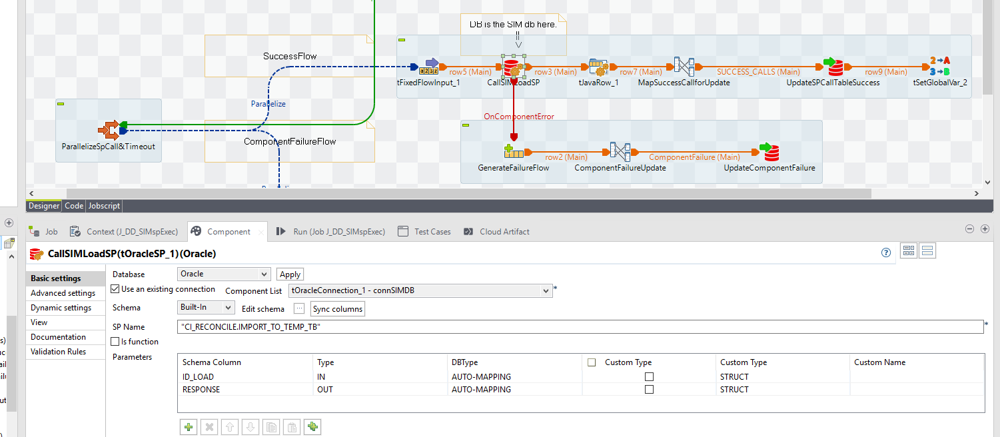 DB is the SIM db here.
||
V
SuccessFlow
a23z
row5 (Main)
row3 (Main)
row7 (Main)
SUCCESS_CALLS (Main)
row9 (Main)
2→A
3→B
tFixedFlowInput_1
CallSIMLoadSP
tJavaRow_1
MapSuccessCallforUpdate
UpdateSPCallTableSuccess
tSetGlobalVar_2
Parallelize
OnComponentError
ComponentFailureFlow
ParallelizeSpCall&Timeout
row2 (Main)
ComponentFailure (Main)
GenerateFailureFlow
ComponentFailureUpdate
UpdateComponentFailure
Designer Code Jobscript
Job Context (J_DD_SIMspExec) Component Run (Job J_DD_SIMspExec) Test Cases Cloud Artifact
CallSIMLoadSP(tOracleSP_1)(Oracle)
Basic settings
Advanced settings
Dynamic settings
View
Documentation
Validation Rules
Database Oracle Apply
Use an existing connection Component List tOracleConnection_1 - connSIMDB *
Schema Built-In Edit schema ... Sync columns
SP Name "CI_RECONCILE.IMPORT_TO_TEMP_TB" *
Is function
Parameters
Schema Column Type DBType Custom Type Custom Type Custom Name
ID_LOAD IN AUTO-MAPPING STRUCT
RESPONSE OUT AUTO-MAPPING STRUCT